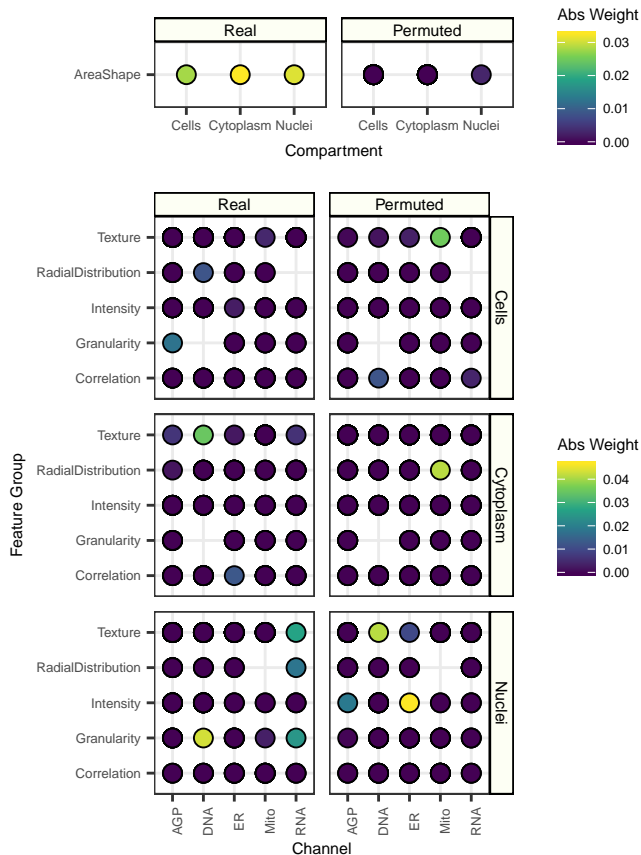 Real Permuted
AreaShape
Cells Cytoplasm Nuclei Cells Cytoplasm Nuclei
Compartment
Abs Weight
0.03
0.02
0.01
0.00
Real Permuted
Feature Group
Texture
RadialDistribution
Intensity
Granularity
Correlation
Cells
Texture
RadialDistribution
Intensity
Granularity
Correlation
Cytoplasm
Texture
RadialDistribution
Intensity
Granularity
Correlation
Nuclei
AGP DNA ER Mito RNA AGP DNA ER Mito RNA
Channel
Abs Weight
0.04
0.03
0.02
0.01
0.00